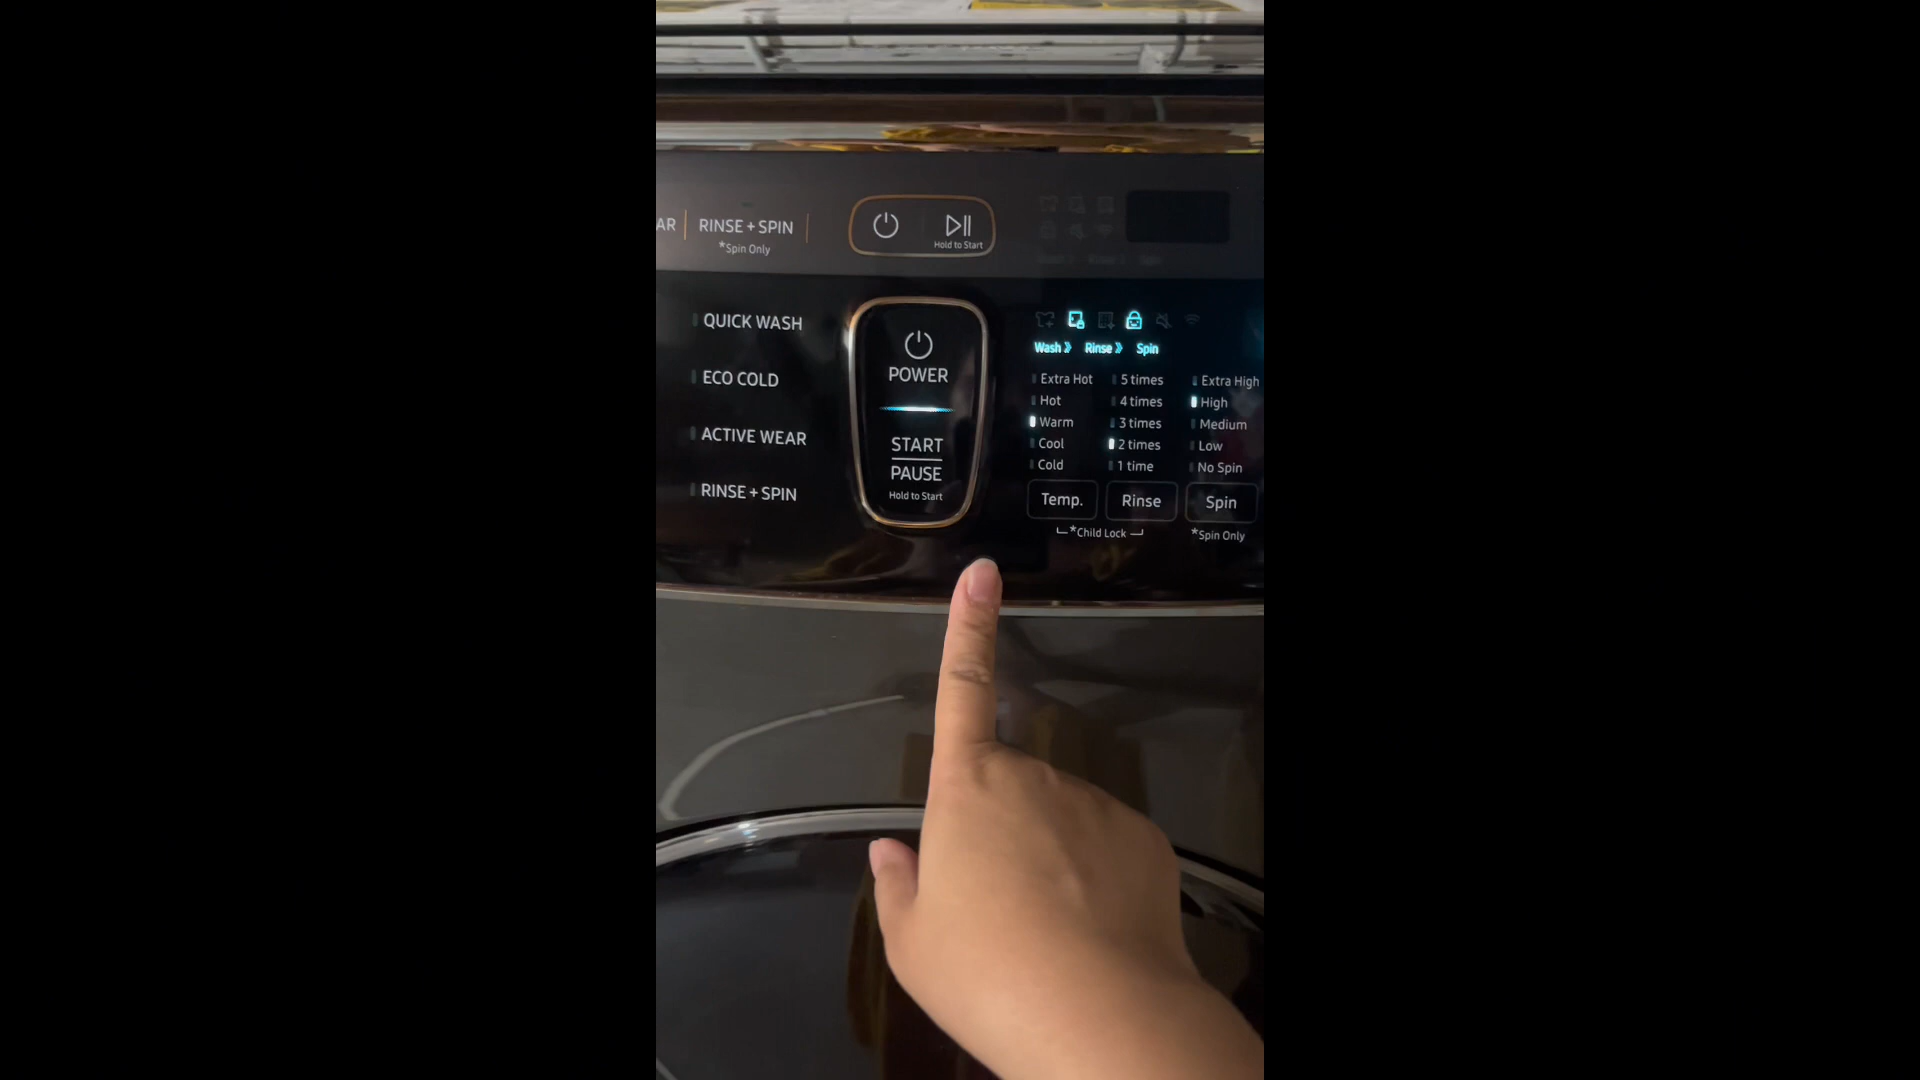 AR
RINSE + SPIN
*Spin Only
Hold to Start
QUICK WASH
ECO COLD
ACTIVE WEAR
RINSE + SPIN
POWER
START
PAUSE
Hold to Start
Wash Rinse Spin
Extra Hot 5 times Extra High
Hot 4 times High
Warm 3 times Medium
Cool 2 times Low
Cold 1 time No Spin
Temp. Rinse Spin
*Child Lock *Spin Only